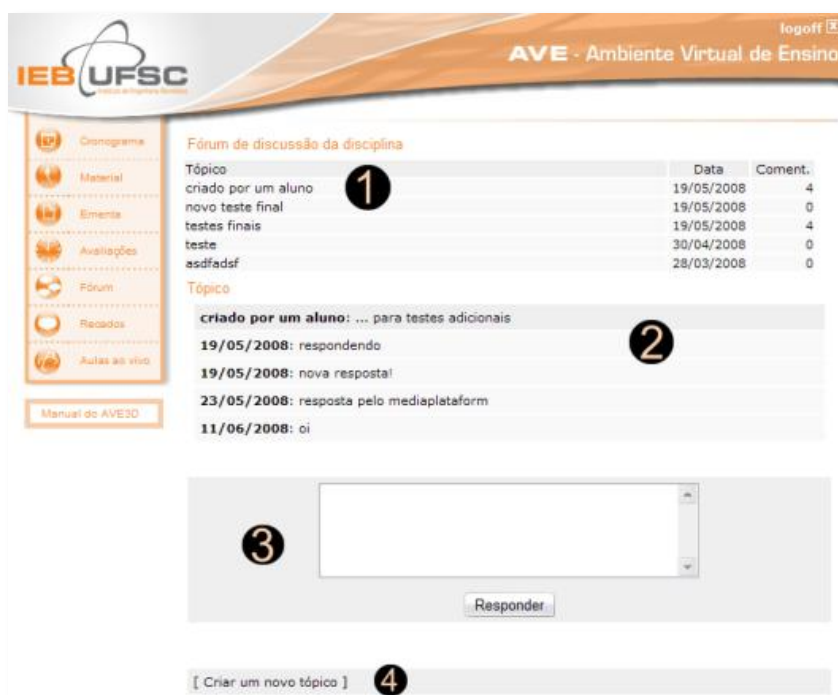 logoff X
AVE - Ambiente Virtual de Ensino
IEB UFSC
Cronograma
Material
Ementa
Avaliações
Fórum
Recados
Aulas ao vivo
Manual do AVE3D
Fórum de discussão da disciplina
Tópico Data Coment.
criado por um aluno 19/05/2008 4
novo teste final 19/05/2008 0
testes finais 19/05/2008 4
teste 30/04/2008 0
asdfadsf 28/03/2008 0
1
Tópico
criado por um aluno: ... para testes adicionais
19/05/2008: respondendo
2
19/05/2008: nova resposta!
23/05/2008: resposta pelo mediaplataform
11/06/2008: oi
3
Responder
[ Criar um novo tópico ] 4